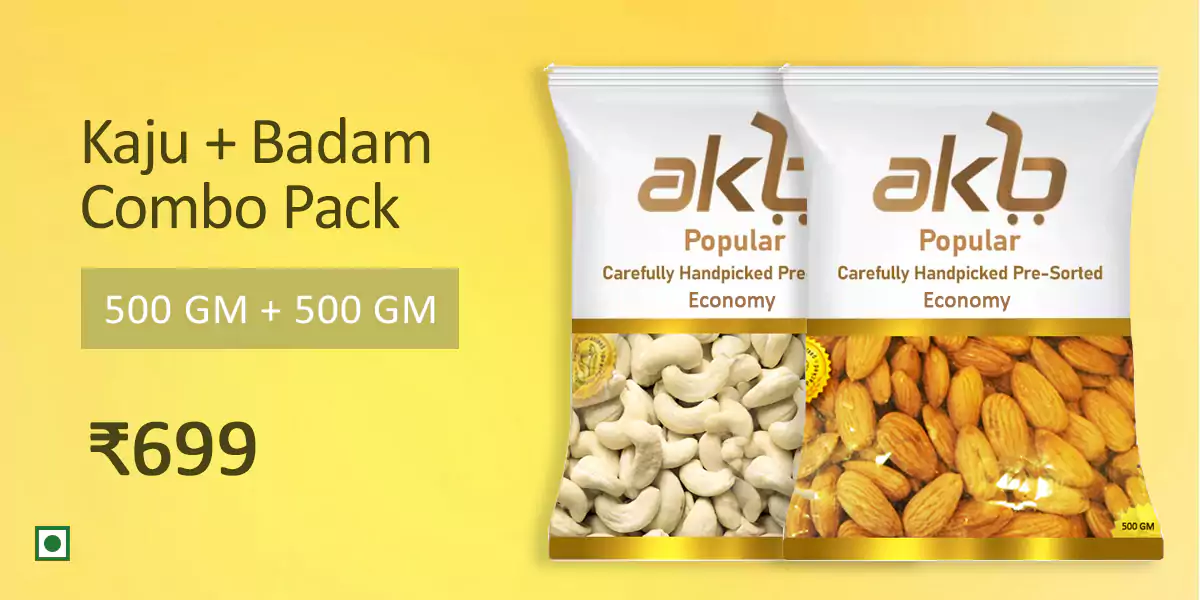 Kaju + Badam
Combo Pack
500 GM + 500 GM
₹699
akb
Popular
Carefully Handpicked Pre
Economy
akb
Popular
Carefully Handpicked Pre-Sorted
Economy
500 GM